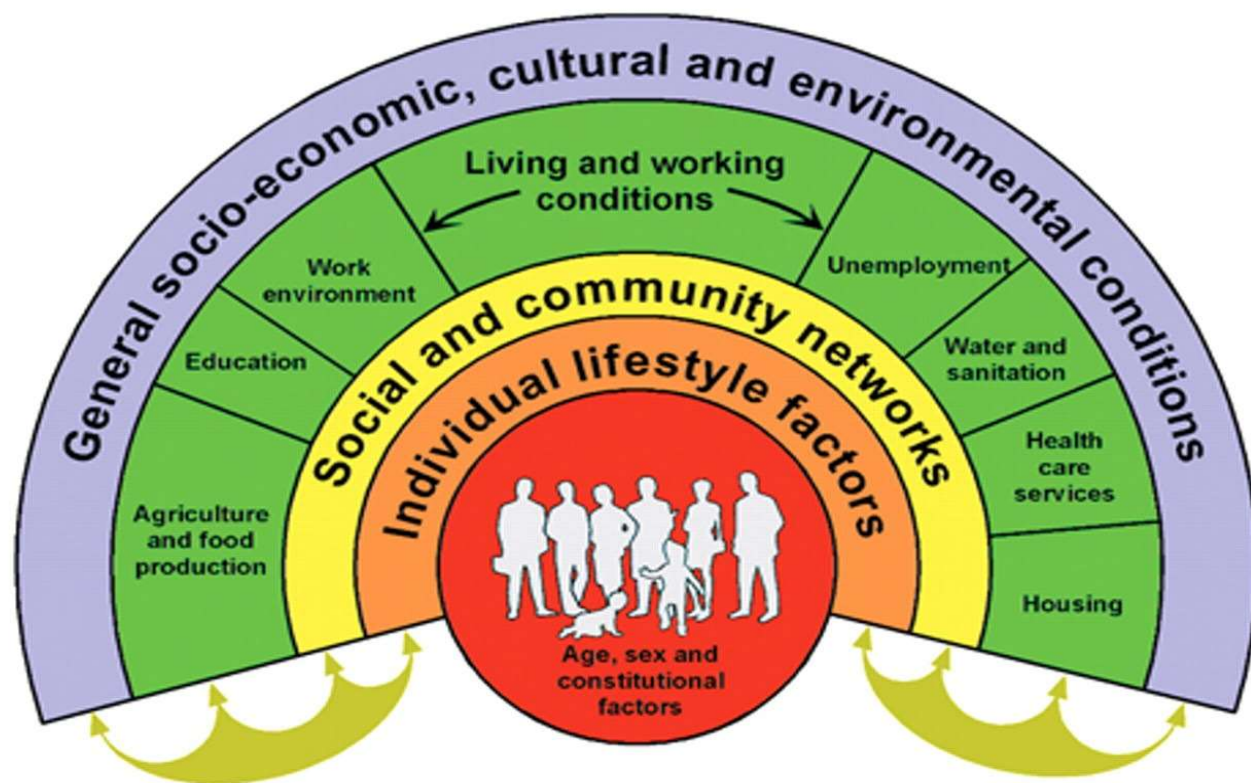 General socio-economic, cultural and environmental conditions
Living and working
conditions
Work
environment
Unemployment
Education
Water and
sanitation
Agriculture
and food
production
Health
care
services
Housing
Social and community networks
Individual lifestyle factors
Age, sex and
constitutional
factors